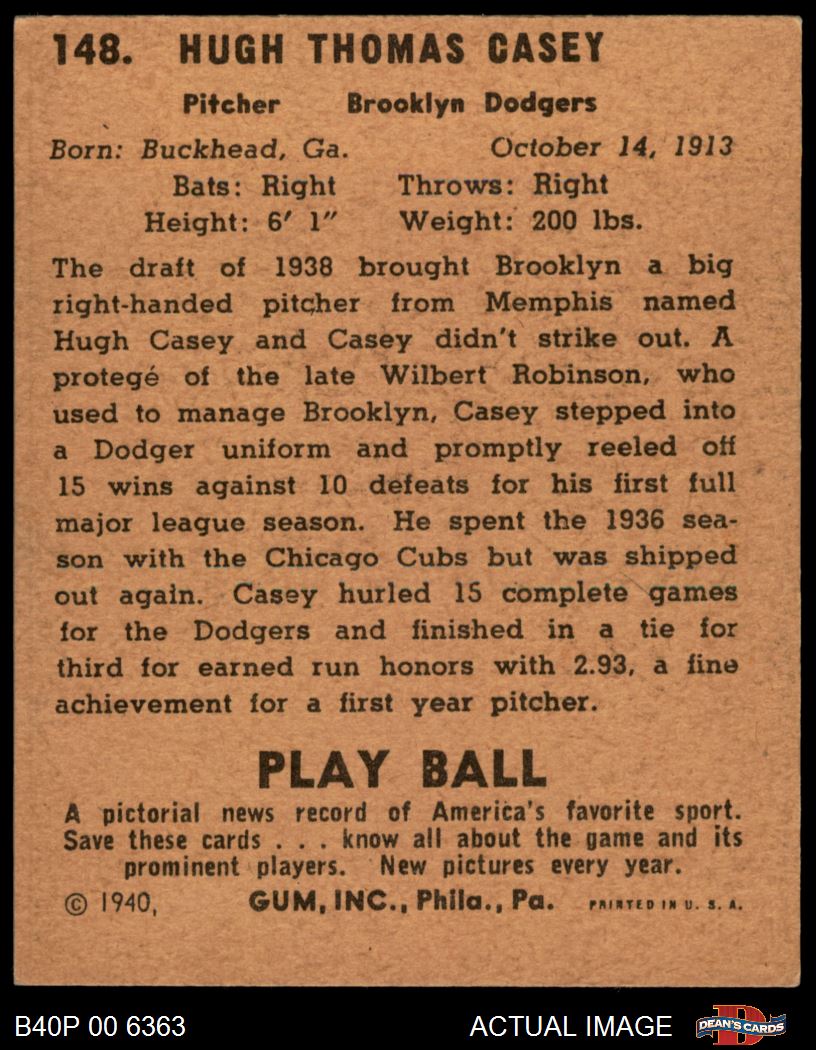 148. HUGH THOMAS CASEY
Pitcher Brooklyn Dodgers
Born: Buckhead, Ga. October 14, 1913
Bats: Right Throws: Right
Height: 6′ 1″ Weight: 200 lbs.
The draft of 1938 brought Brooklyn a big
right-handed pitcher from Memphis named
Hugh Casey and Casey didn't strike out. A
protegé of the late Wilbert Robinson, who
used to manage Brooklyn, Casey stepped into
a Dodger uniform and promptly reeled off
15 wins against 10 defeats for his first full
major league season. He spent the 1936 sea-
son with the Chicago Cubs but was shipped
out again. Casey hurled 15 complete games
for the Dodgers and finished in a tie for
third for earned run honors with 2.93, a fine
achievement for a first year pitcher.
PLAY BALL
A pictorial news record of America's favorite sport.
Save these cards . . . know all about the game and its
prominent players. New pictures every year.
© 1940, GUM, INC., Phila., Pa. PRINTED IN U. S. A.
B40P 00 6363 ACTUAL IMAGE D DEAN'S CARDS